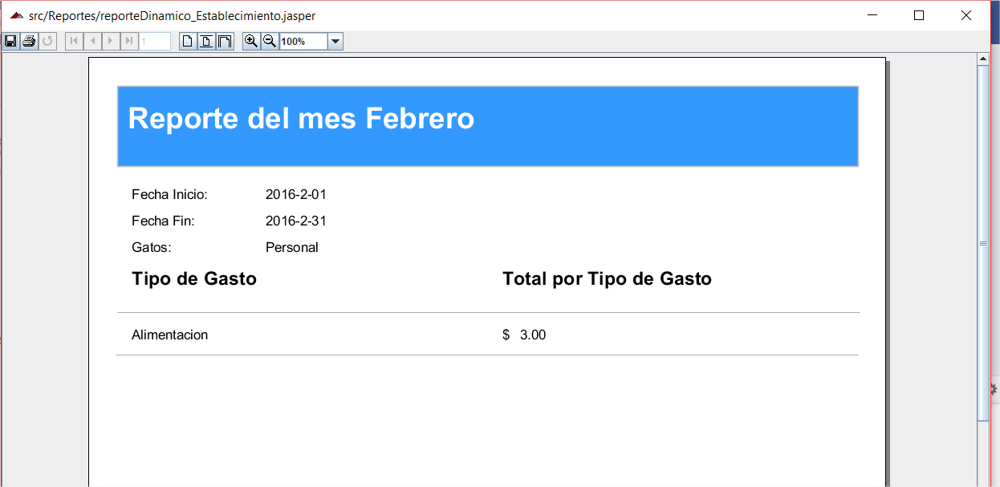 src/Reportes/reporteDinamico_Establecimiento.jasper
1 100%
Reporte del mes Febrero
Fecha Inicio: 2016-2-01
Fecha Fin: 2016-2-31
Gatos: Personal
Tipo de Gasto Total por Tipo de Gasto
Alimentacion $ 3.00